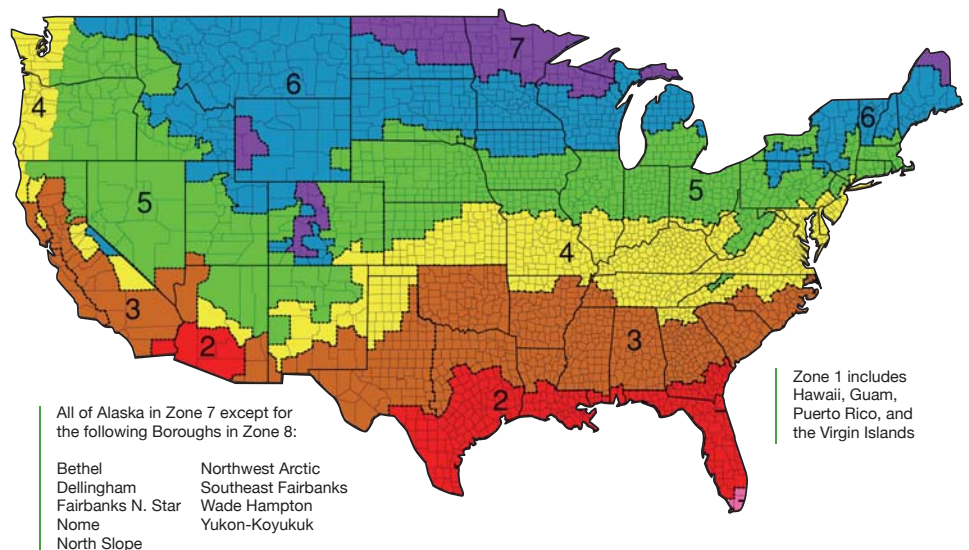 7
6
6
4
5
5
4
3
3
2
2
Zone 1 includes
Hawaii, Guam,
Puerto Rico, and
the Virgin Islands
All of Alaska in Zone 7 except for
the following Boroughs in Zone 8:
Bethel
Dellingham
Fairbanks N. Star
Nome
North Slope
Northwest Arctic
Southeast Fairbanks
Wade Hampton
Yukon-Koyukuk